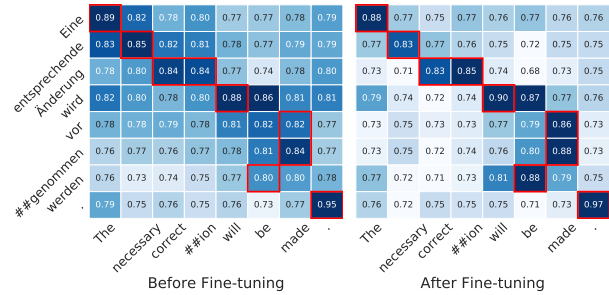 Eine 0.89 0.82 0.78 0.80 0.77 0.77 0.78 0.79 0.88 0.77 0.75 0.77 0.76 0.77 0.76 0.76
entsprechende 0.83 0.85 0.82 0.81 0.78 0.77 0.79 0.79 0.77 0.83 0.77 0.76 0.75 0.72 0.75 0.75
Änderung 0.78 0.80 0.84 0.84 0.77 0.74 0.78 0.80 0.73 0.71 0.83 0.85 0.74 0.68 0.73 0.75
wird 0.82 0.80 0.78 0.80 0.88 0.86 0.81 0.81 0.79 0.74 0.72 0.74 0.90 0.87 0.77 0.76
vor 0.78 0.78 0.79 0.78 0.81 0.82 0.82 0.77 0.73 0.75 0.72 0.73 0.77 0.79 0.86 0.74
##genommen 0.76 0.77 0.76 0.77 0.78 0.81 0.84 0.77 0.73 0.75 0.72 0.74 0.76 0.80 0.88 0.73
werden 0.76 0.73 0.74 0.75 0.80 0.80 0.80 0.78 0.77 0.72 0.71 0.73 0.81 0.88 0.79 0.75
. 0.79 0.75 0.76 0.75 0.76 0.73 0.77 0.95 0.76 0.72 0.75 0.75 0.75 0.71 0.73 0.97
The necessary correct ##ion will be made . The necessary correct ##ion will be made .
Before Fine-tuning After Fine-tuning